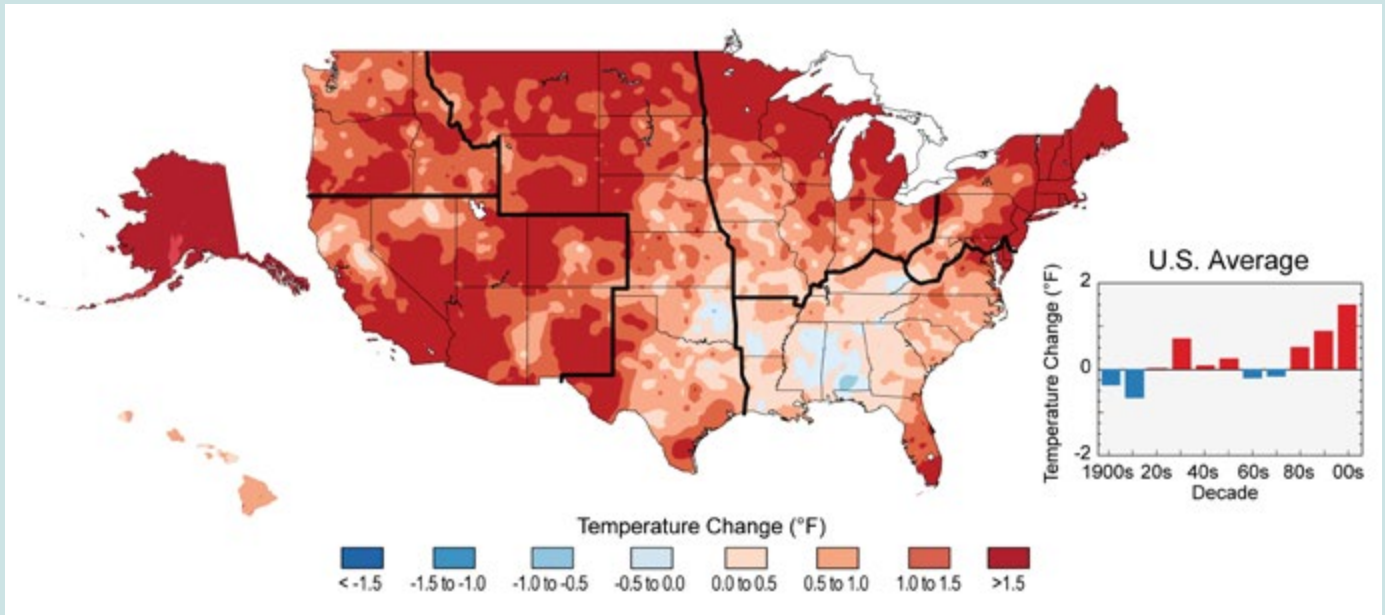 U.S. Average
Temperature Change (°F)
2
0
-2
1900s 20s 40s 60s 80s 00s
Decade
Temperature Change (°F)
< -1.5 -1.5 to -1.0 -1.0 to -0.5 -0.5 to 0.0 0.0 to 0.5 0.5 to 1.0 1.0 to 1.5 >1.5